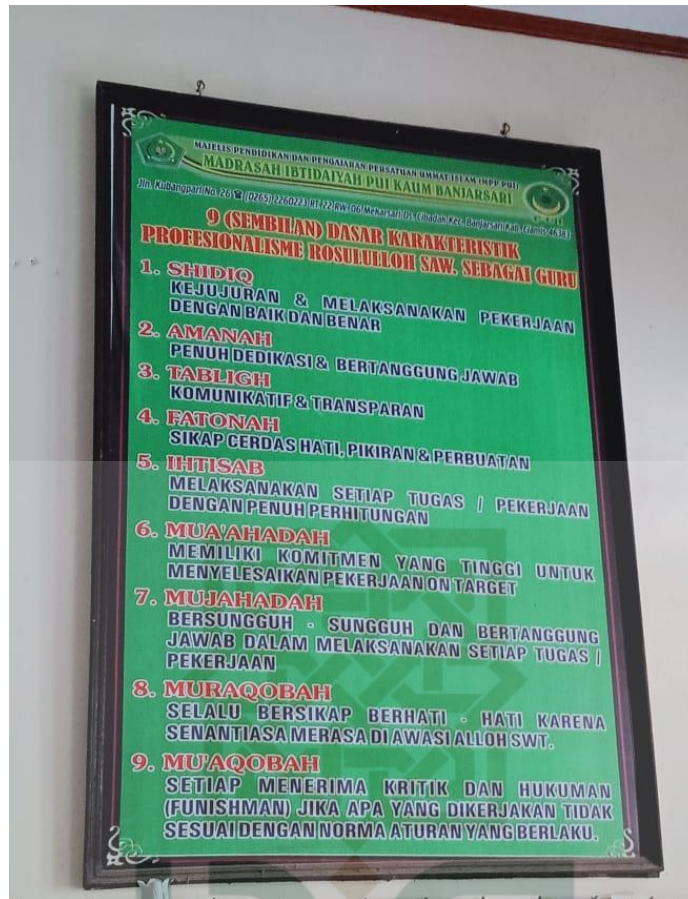 MAJELIS PENDIDIKAN DAN PENGAJARAN PERSATUAN UMMAT ISLAM (MPP PUI)
MADRASAH IBTIDAIYAH PUI KAUM BANJARSARI
Jln. Kubangpari No. 26 ☎ (0265) 2260223 RT. 22 RW. 06 Mekarsari Ds. Cibadak Kec. Banjarsari Kab. Ciamis 46383
9 (SEMBILAN) DASAR KARAKTERISTIK
PROFESIONALISME ROSULULLOH SAW. SEBAGAI GURU
1. SHIDIQ
KEJUJURAN & MELAKSANAKAN PEKERJAAN
DENGAN BAIK DAN BENAR
2. AMANAH
PENUH DEDIKASI & BERTANGGUNG JAWAB
3. TABLIGH
KOMUNIKATIF & TRANSPARAN
4. FATONAH
SIKAP CERDAS HATI, PIKIRAN & PERBUATAN
5. IHTISAB
MELAKSANAKAN SETIAP TUGAS / PEKERJAAN
DENGAN PENUH PERHITUNGAN
6. MUA'AHADAH
MEMILIKI KOMITMEN YANG TINGGI UNTUK
MENYELESAIKAN PEKERJAAN ON TARGET
7. MUJAHADAH
BERSUNGGUH - SUNGGUH DAN BERTANGGUNG
JAWAB DALAM MELAKSANAKAN SETIAP TUGAS /
PEKERJAAN
8. MURAQOBAH
SELALU BERSIKAP BERHATI - HATI KARENA
SENANTIASA MERASA DI AWASI ALLOH SWT.
9. MU'AQOBAH
SETIAP MENERIMA KRITIK DAN HUKUMAN
(FUNISHMAN) JIKA APA YANG DIKERJAKAN TIDAK
SESUAI DENGAN NORMA ATURAN YANG BERLAKU.